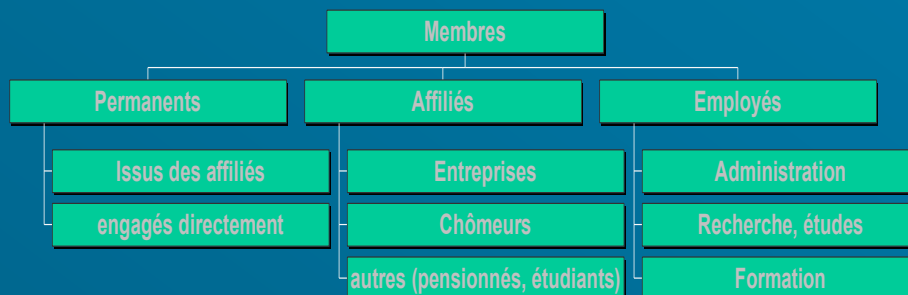 Membres
Permanents
Issus des affiliés
engagés directement
Affiliés
Entreprises
Chômeurs
autres (pensionnés, étudiants)
Employés
Administration
Recherche, études
Formation